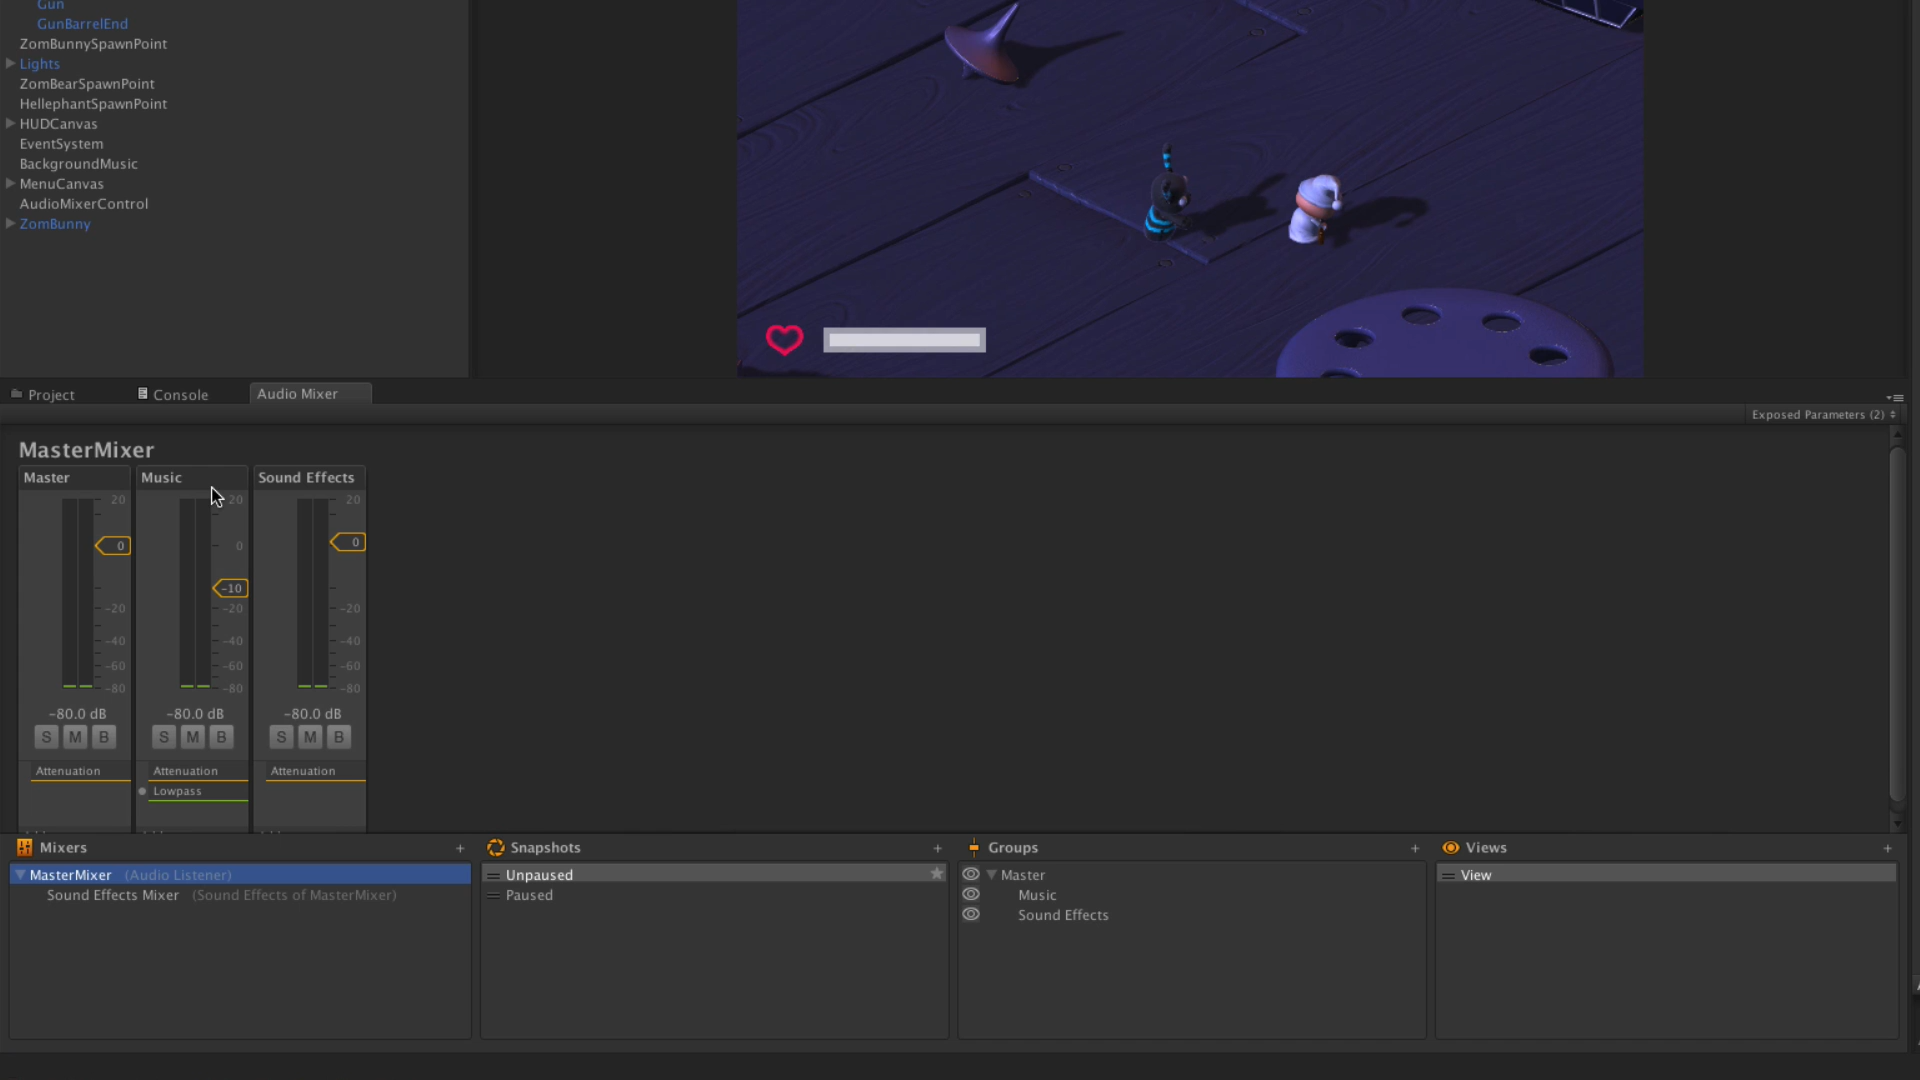 Gun
GunBarrelEnd
ZomBunnySpawnPoint
Lights
ZomBearSpawnPoint
HellephantSpawnPoint
HUDCanvas
EventSystem
BackgroundMusic
MenuCanvas
AudioMixerControl
ZomBunny
Project Console Audio Mixer
Exposed Parameters (2)
MasterMixer
Master Music Sound Effects
20 20 20
0 0 0
-10
-20 -20 -20
-40 -40 -40
-60 -60 -60
-80 -80 -80
-80.0 dB -80.0 dB -80.0 dB
S M B S M B S M B
Attenuation Attenuation Attenuation
Lowpass
Mixers + Snapshots + Groups + Views +
MasterMixer (Audio Listener) Unpaused Master View
Sound Effects Mixer (Sound Effects of MasterMixer) Paused Music
Sound Effects